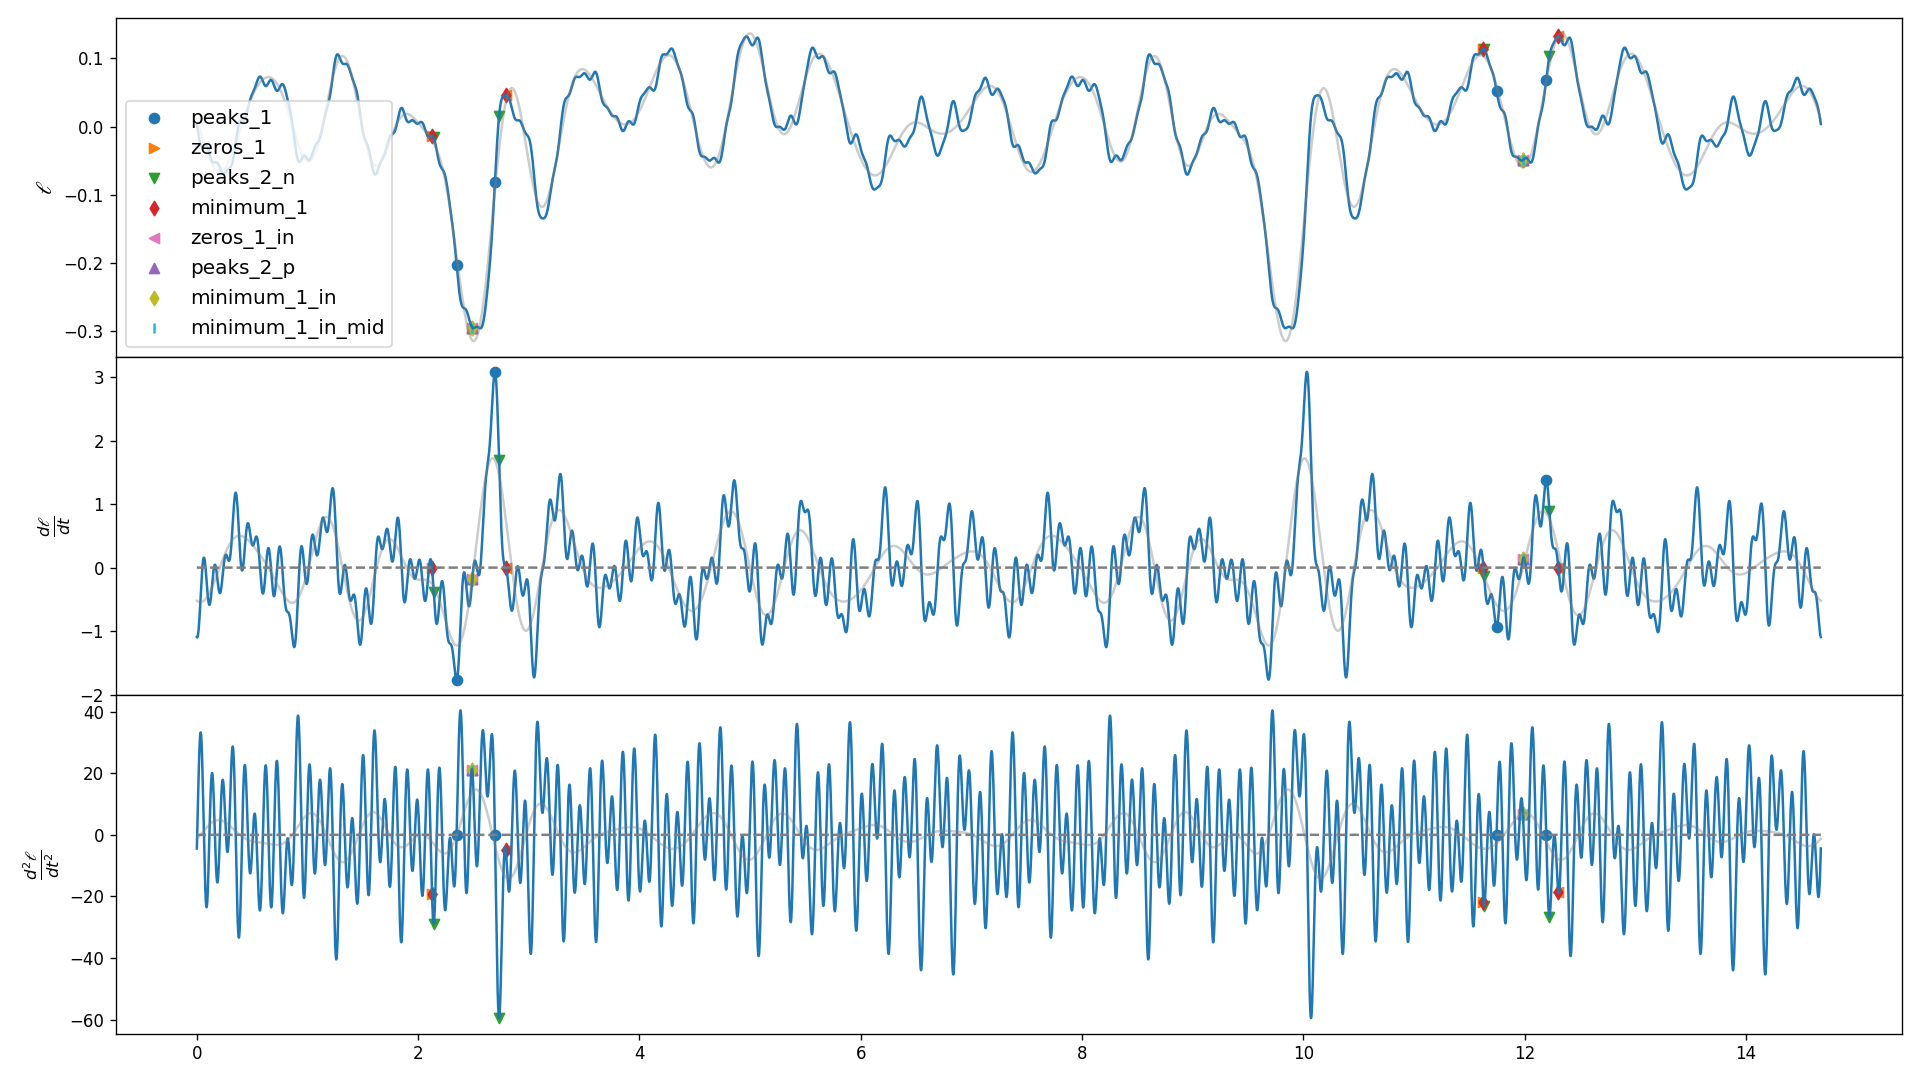 0.1
0.0
−0.1
−0.2
−0.3
ℓ
peaks_1
zeros_1
peaks_2_n
minimum_1
zeros_1_in
peaks_2_p
minimum_1_in
minimum_1_in_mid
3
2
1
0
−1
−2
dℓ
dt
40
20
0
−20
−40
−60
d²ℓ
dt²
0 2 4 6 8 10 12 14